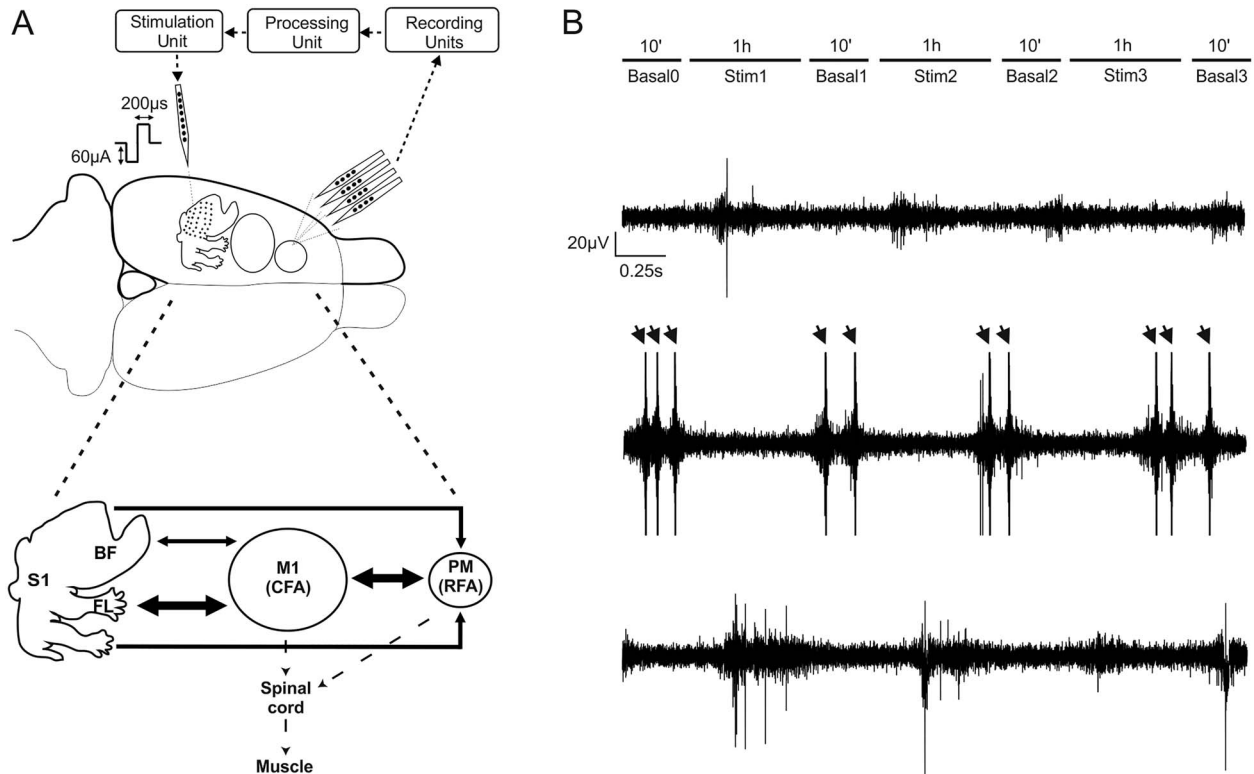 A
Stimulation
Unit
Processing
Unit
Recording
Units
200µs
60µA
BF
S1
FL
M1
(CFA)
PM
(RFA)
Spinal
cord
Muscle
B
10' 1h 10' 1h 10' 1h 10'
Basal0 Stim1 Basal1 Stim2 Basal2 Stim3 Basal3
20µV
0.25s